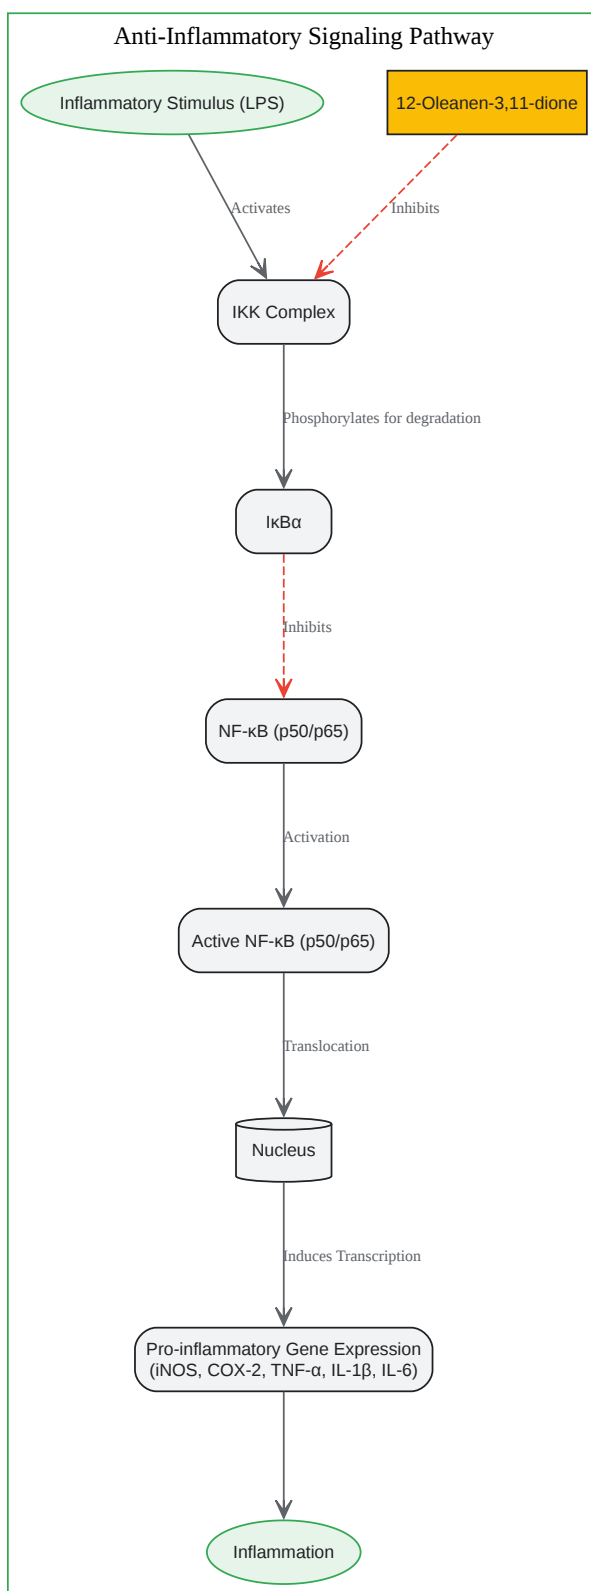 Anti-Inflammatory Signaling Pathway
Inflammatory Stimulus (LPS)
12-Oleanen-3,11-dione
Activates
Inhibits
IKK Complex
Phosphorylates for degradation
IκBα
Inhibits
NF-κB (p50/p65)
Activation
Active NF-κB (p50/p65)
Translocation
Nucleus
Induces Transcription
Pro-inflammatory Gene Expression
(iNOS, COX-2, TNF-α, IL-1β, IL-6)
Inflammation